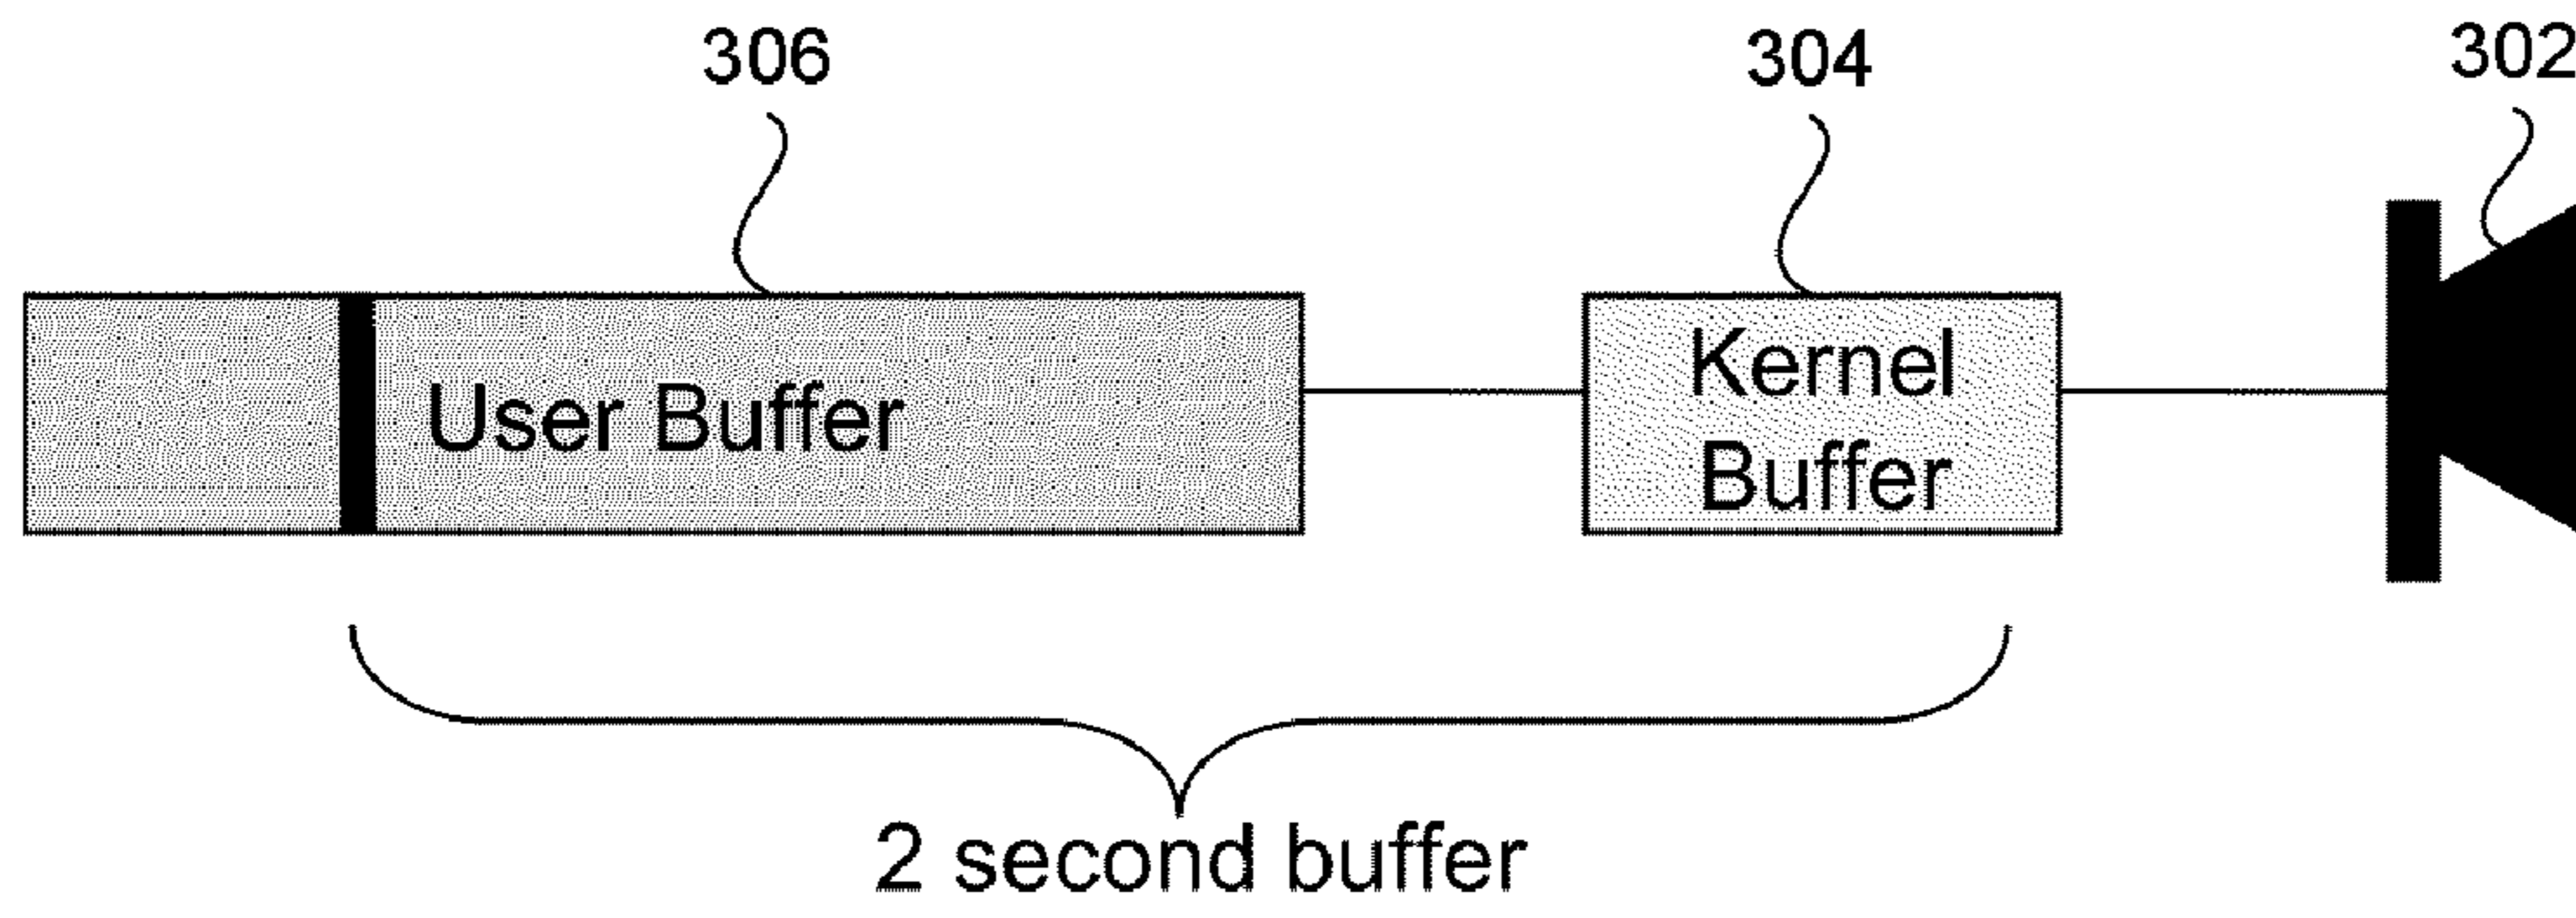 306
304
302
User Buffer
Kernel
Buffer
2 second buffer